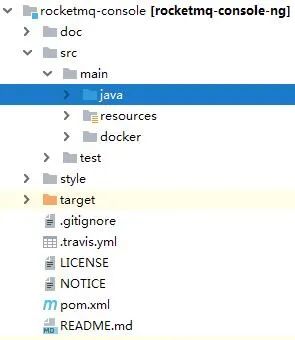 rocketmq-console [rocketmq-console-ng]
doc
src
main
java
resources
docker
test
style
target
.gitignore
.travis.yml
LICENSE
NOTICE
m pom.xml
MD README.md